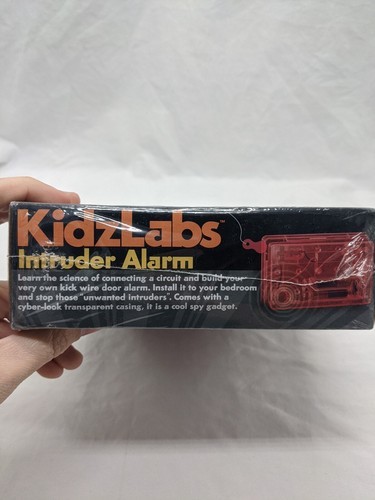 KidzLabs™
Intruder Alarm
Learn the science of connecting a circuit and build your
very own kick wire door alarm. Install it to your bedroom
and stop those "unwanted intruders". Comes with a
cyber-look transparent casing, it is a cool spy gadget.